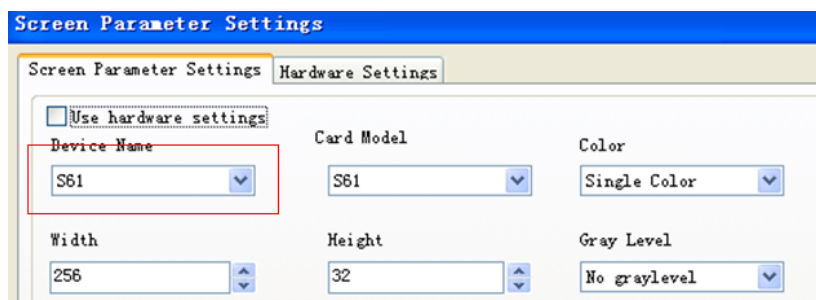 Screen Parameter Settings
Screen Parameter Settings Hardware Settings
Use hardware settings
Device Name Card Model Color
S61 S61 Single Color
Width Height Gray Level
256 32 No graylevel